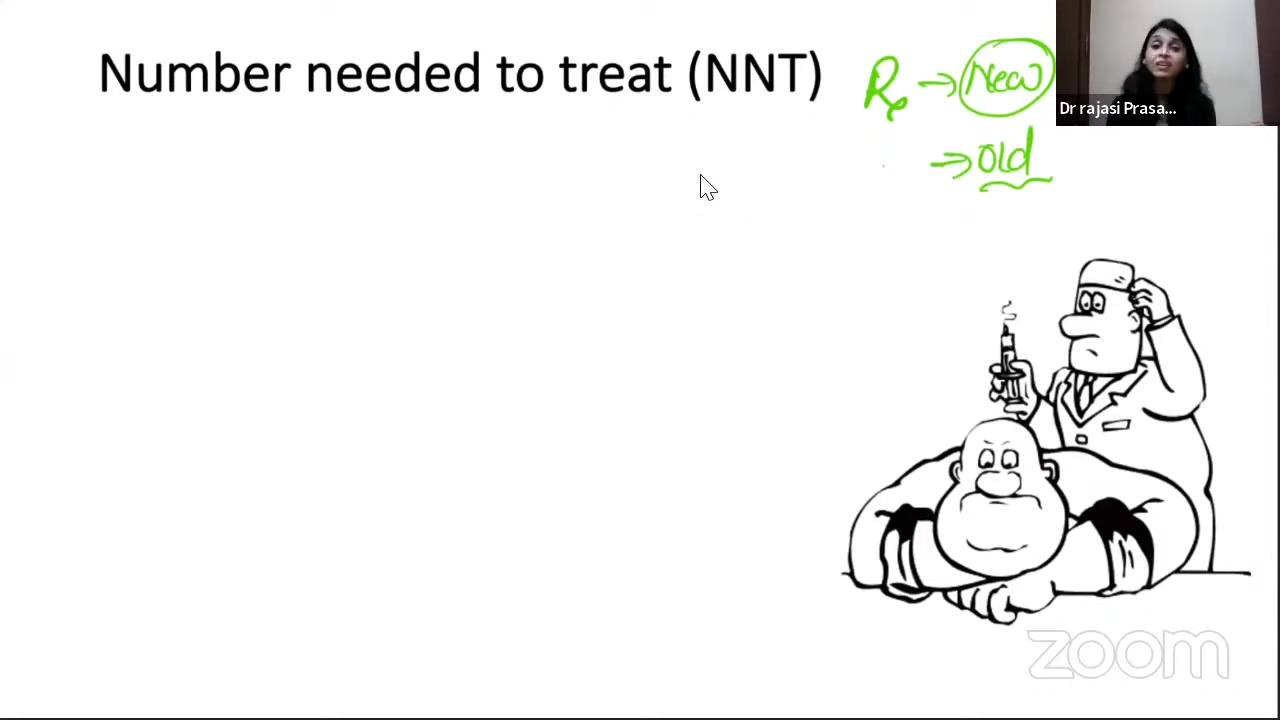 Number needed to treat (NNT)
Rx → New
→ old
Dr rajasi Prasa...
zoom